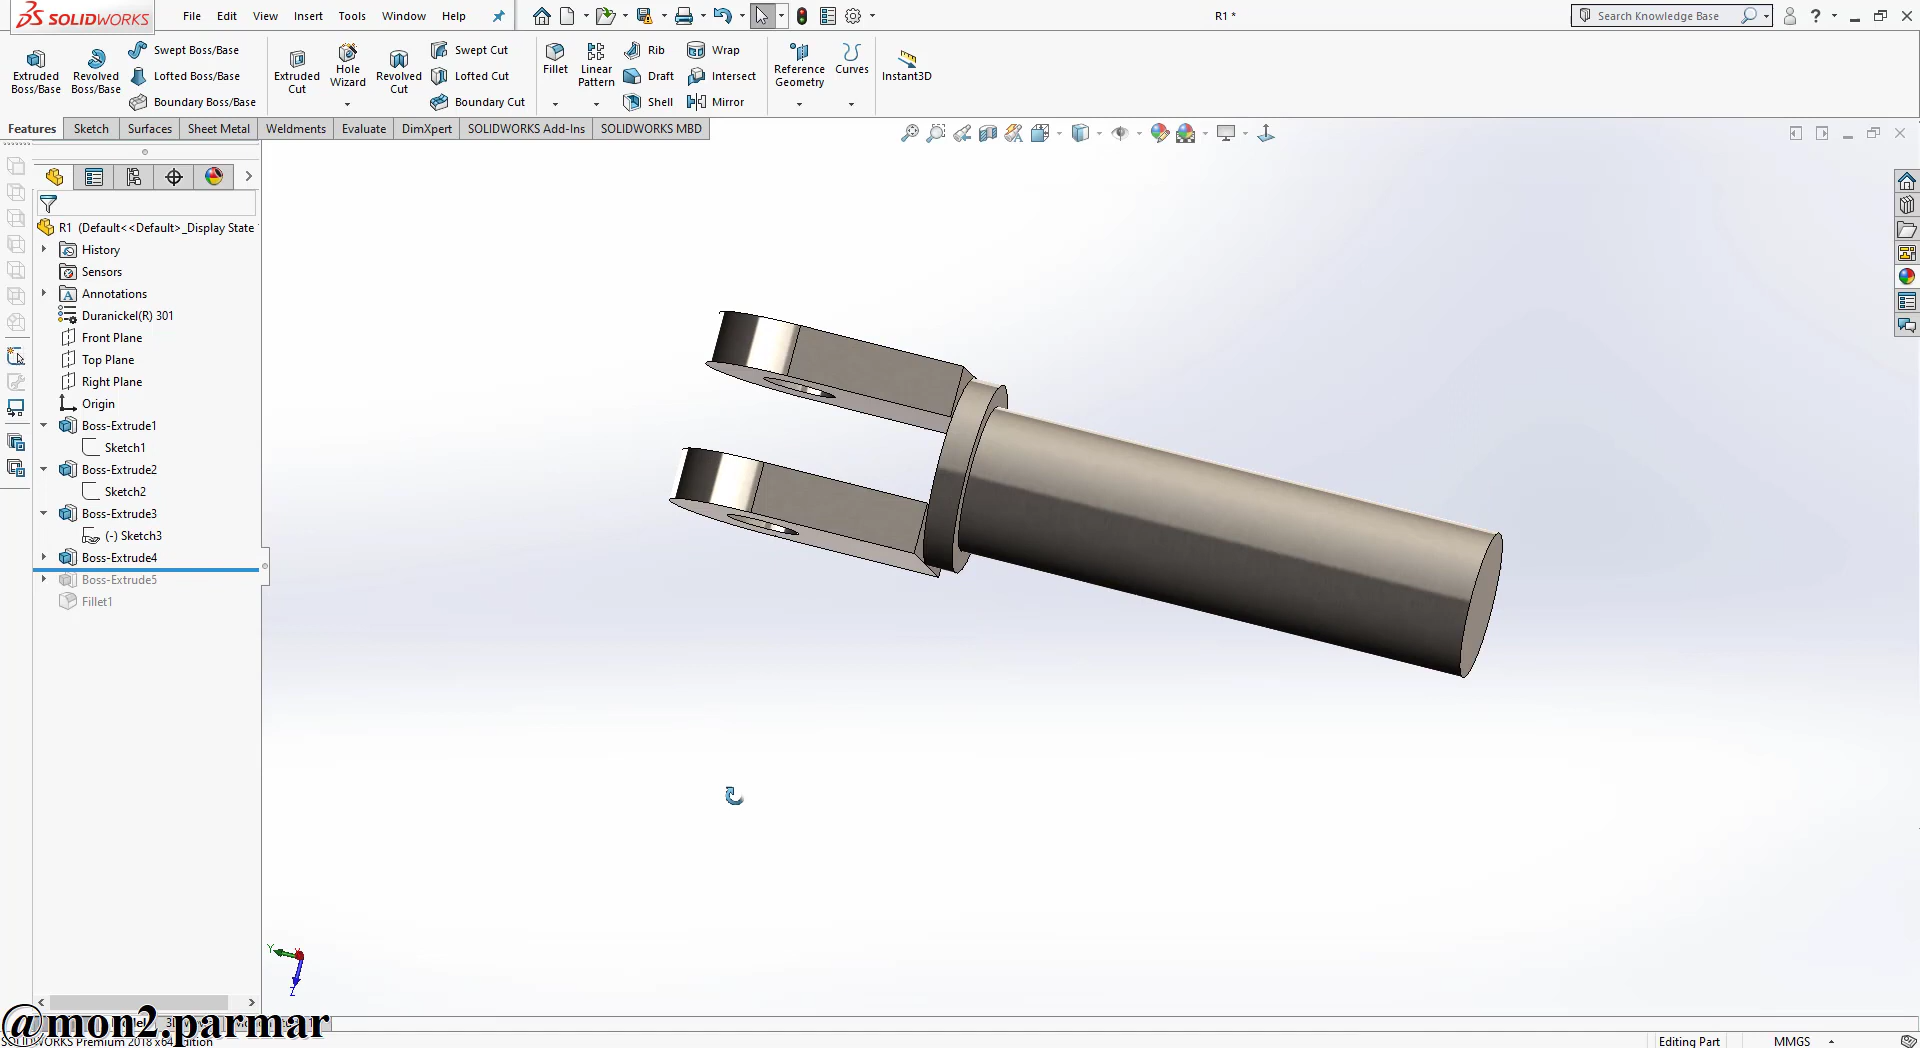 SOLIDWORKS File Edit View Insert Tools Window Help R1 * Search Knowledge Base
Extruded Boss/Base
Revolved Boss/Base
Swept Boss/Base
Lofted Boss/Base
Boundary Boss/Base
Extruded Cut
Hole Wizard
Revolved Cut
Swept Cut
Lofted Cut
Boundary Cut
Fillet
Linear Pattern
Rib
Draft
Shell
Wrap
Intersect
Mirror
Reference Geometry
Curves
Instant3D
Features Sketch Surfaces Sheet Metal Weldments Evaluate DimXpert SOLIDWORKS Add-Ins SOLIDWORKS MBD
R1 (Default<<Default>_Display State
History
Sensors
Annotations
Duranickel(R) 301
Front Plane
Top Plane
Right Plane
Origin
Boss-Extrude1
Sketch1
Boss-Extrude2
Sketch2
Boss-Extrude3
(-) Sketch3
Boss-Extrude4
Boss-Extrude5
Fillet1
Y
Z
@mon2.parmar
SOLIDWORKS Premium 2018 x64 Edition
Editing Part MMGS